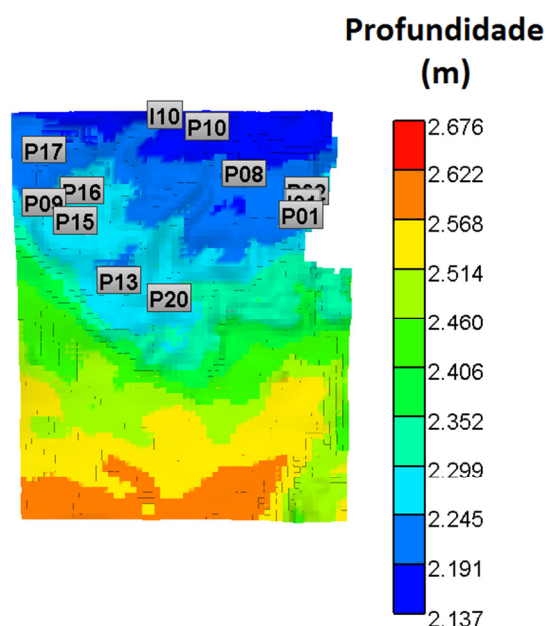 Profundidade
(m)
I10
P10
P17
P08
P16
P09
P15
P01
P13
P20
2.676
2.622
2.568
2.514
2.460
2.406
2.352
2.299
2.245
2.191
2.137